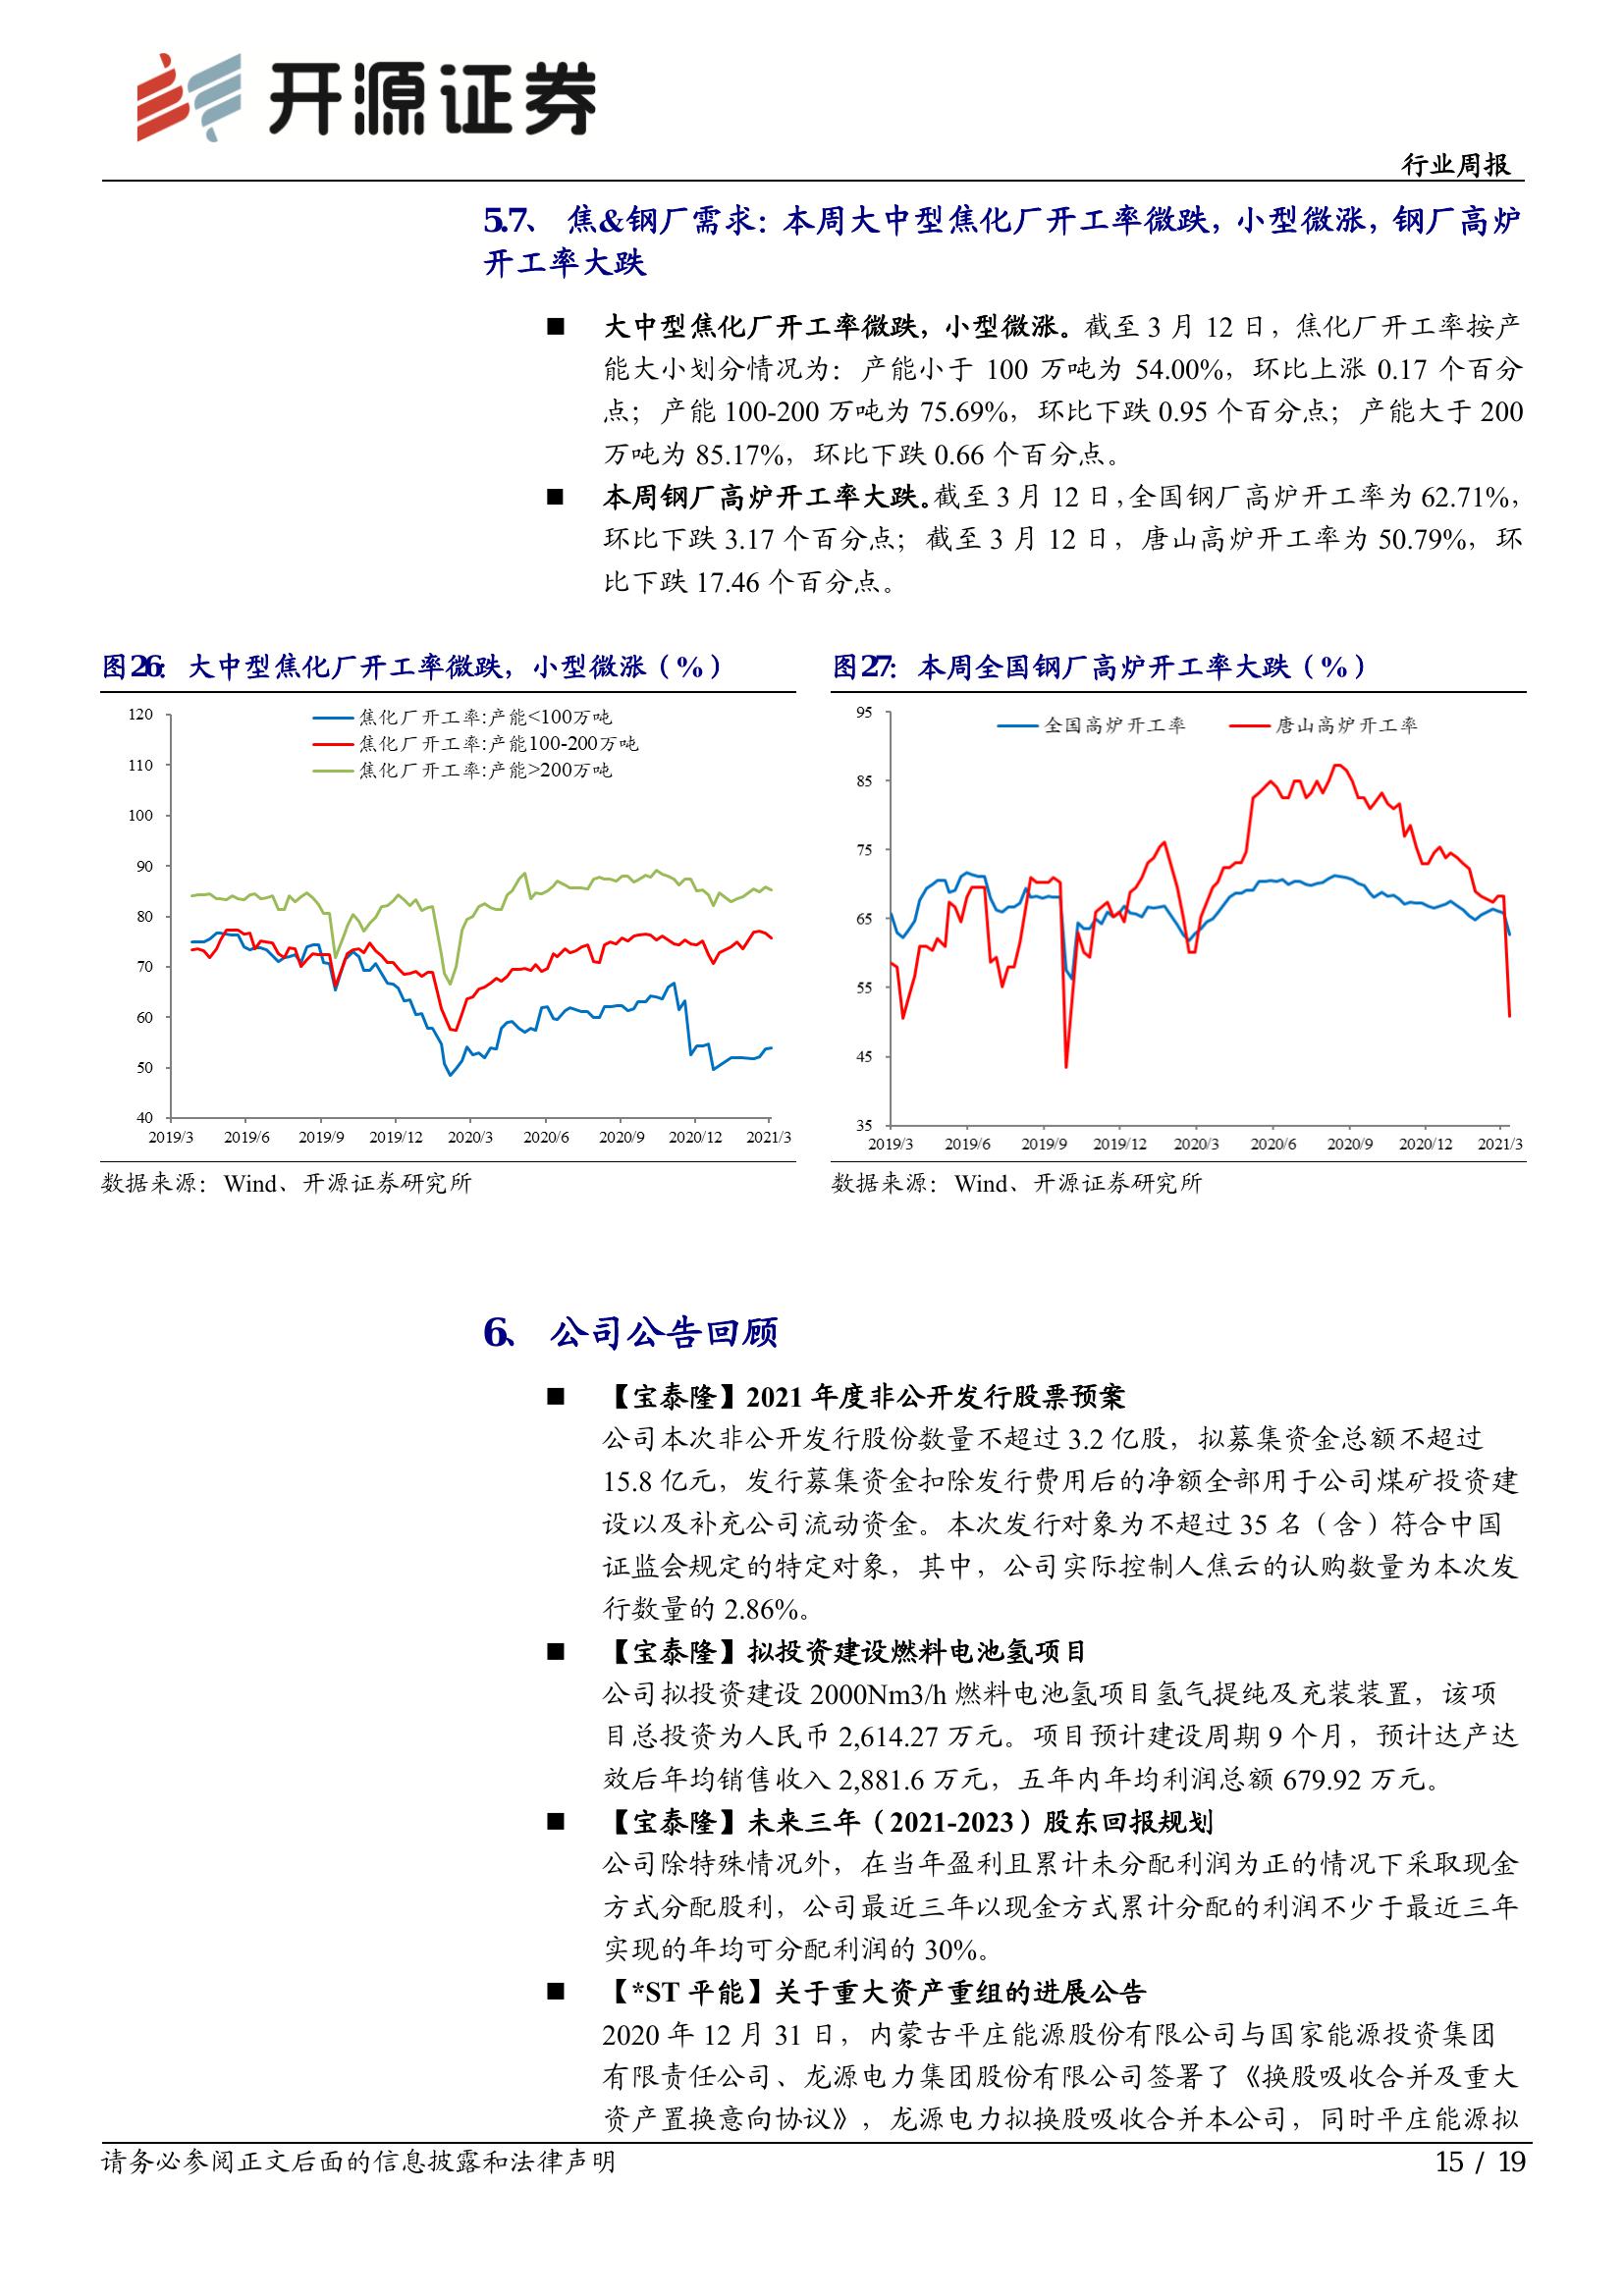 开源证券
行业周报
5.7、 焦&钢厂需求：本周大中型焦化厂开工率微跌，小型微涨，钢厂高炉
开工率大跌
■ 大中型焦化厂开工率微跌，小型微涨。截至 3 月 12 日，焦化厂开工率按产
能大小划分情况为：产能小于 100 万吨为 54.00%，环比上涨 0.17 个百分
点；产能 100-200 万吨为 75.69%，环比下跌 0.95 个百分点；产能大于 200
万吨为 85.17%，环比下跌 0.66 个百分点。
■ 本周钢厂高炉开工率大跌。截至 3 月 12 日，全国钢厂高炉开工率为 62.71%，
环比下跌 3.17 个百分点；截至 3 月 12 日，唐山高炉开工率为 50.79%，环
比下跌 17.46 个百分点。
图26： 大中型焦化厂开工率微跌，小型微涨（%）
120
110
100
90
80
70
60
50
40
焦化厂开工率:产能<100万吨
焦化厂开工率:产能100-200万吨
焦化厂开工率:产能>200万吨
2019/3 2019/6 2019/9 2019/12 2020/3 2020/6 2020/9 2020/12 2021/3
数据来源：Wind、开源证券研究所
图27： 本周全国钢厂高炉开工率大跌（%）
95
85
75
65
55
45
35
全国高炉开工率 唐山高炉开工率
2019/3 2019/6 2019/9 2019/12 2020/3 2020/6 2020/9 2020/12 2021/3
数据来源：Wind、开源证券研究所
6、 公司公告回顾
■ 【宝泰隆】2021 年度非公开发行股票预案
公司本次非公开发行股份数量不超过 3.2 亿股，拟募集资金总额不超过
15.8 亿元，发行募集资金扣除发行费用后的净额全部用于公司煤矿投资建
设以及补充公司流动资金。本次发行对象为不超过 35 名（含）符合中国
证监会规定的特定对象，其中，公司实际控制人焦云的认购数量为本次发
行数量的 2.86%。
■ 【宝泰隆】拟投资建设燃料电池氢项目
公司拟投资建设 2000Nm3/h 燃料电池氢项目氢气提纯及充装装置，该项
目总投资为人民币 2,614.27 万元。项目预计建设周期 9 个月，预计达产达
效后年均销售收入 2,881.6 万元，五年内年均利润总额 679.92 万元。
■ 【宝泰隆】未来三年（2021-2023）股东回报规划
公司除特殊情况外，在当年盈利且累计未分配利润为正的情况下采取现金
方式分配股利，公司最近三年以现金方式累计分配的利润不少于最近三年
实现的年均可分配利润的 30%。
■ 【*ST 平能】关于重大资产重组的进展公告
2020 年 12 月 31 日，内蒙古平庄能源股份有限公司与国家能源投资集团
有限责任公司、龙源电力集团股份有限公司签署了《换股吸收合并及重大
资产置换意向协议》，龙源电力拟换股吸收合并本公司，同时平庄能源拟
请务必参阅正文后面的信息披露和法律声明
15 / 19